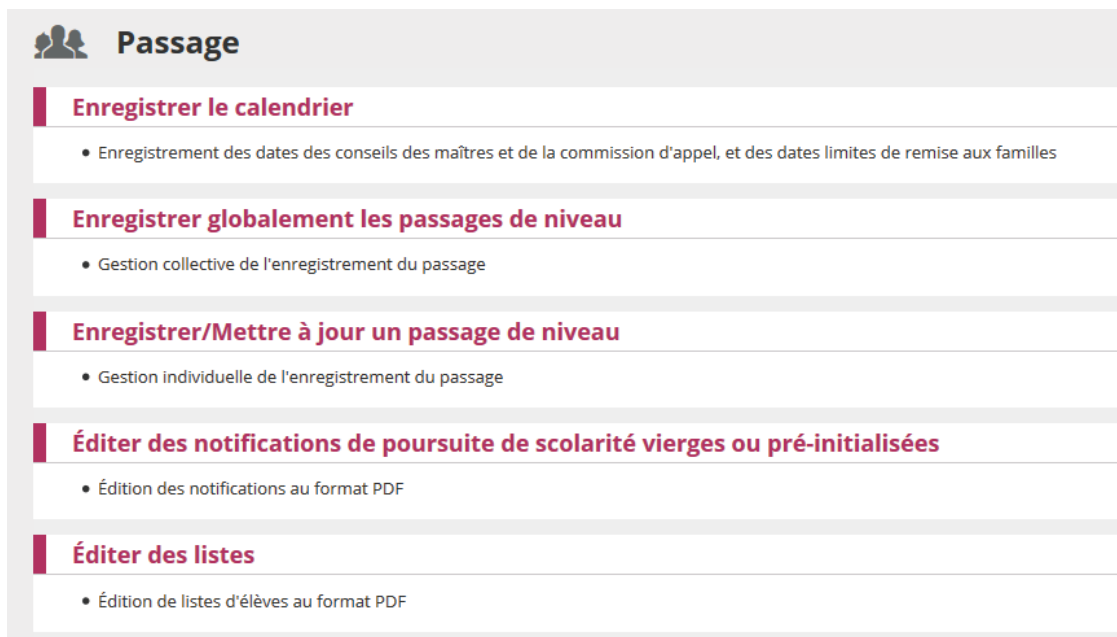 Passage
Enregistrer le calendrier
• Enregistrement des dates des conseils des maîtres et de la commission d'appel, et des dates limites de remise aux familles
Enregistrer globalement les passages de niveau
• Gestion collective de l'enregistrement du passage
Enregistrer/Mettre à jour un passage de niveau
• Gestion individuelle de l'enregistrement du passage
Éditer des notifications de poursuite de scolarité vierges ou pré-initialisées
• Édition des notifications au format PDF
Éditer des listes
• Édition de listes d'élèves au format PDF